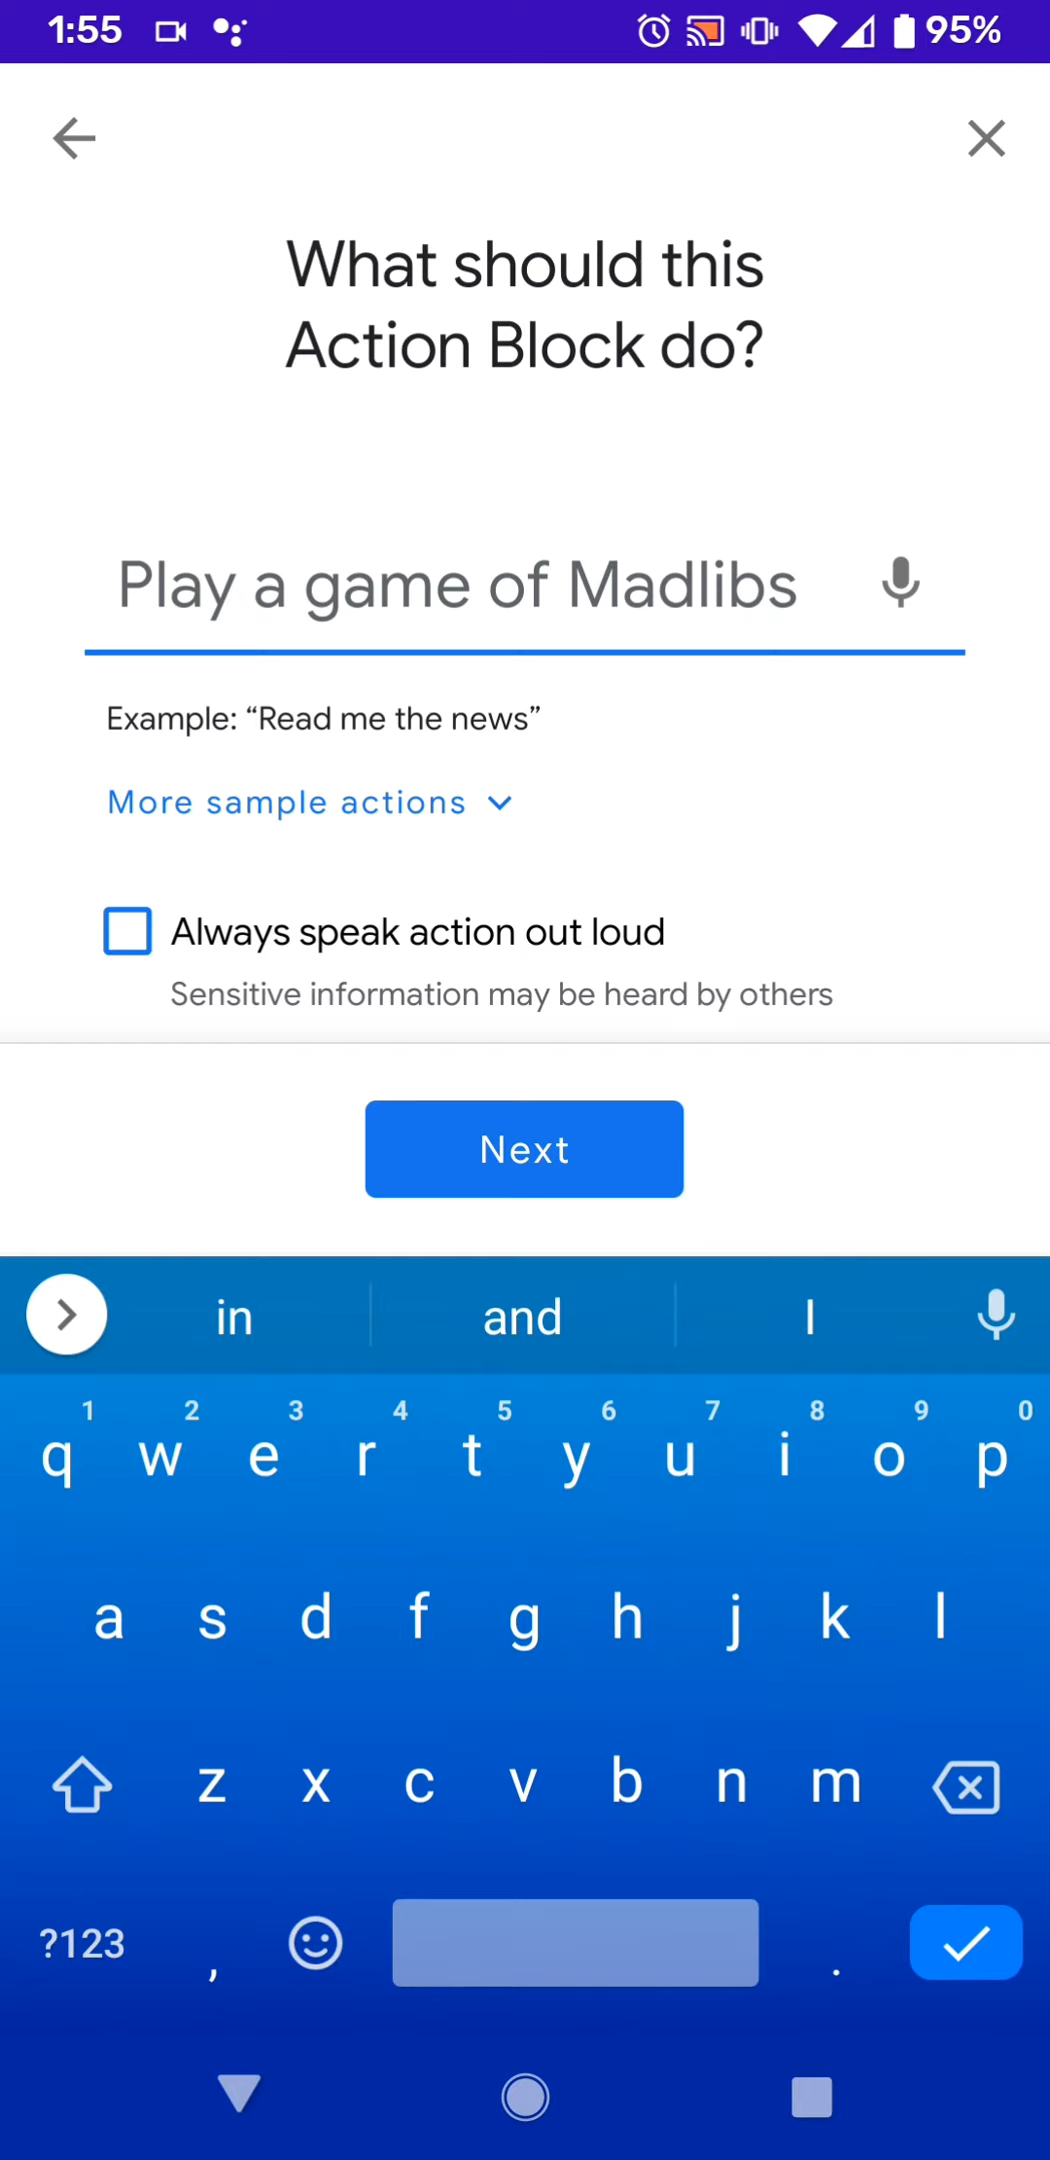 1:55 95%
What should this
Action Block do?
Play a game of Madlibs
Example: “Read me the news”
More sample actions
Always speak action out loud
Sensitive information may be heard by others
Next
in and I
1 2 3 4 5 6 7 8 9 0
q w e r t y u i o p
a s d f g h j k l
z x c v b n m
?123 , .